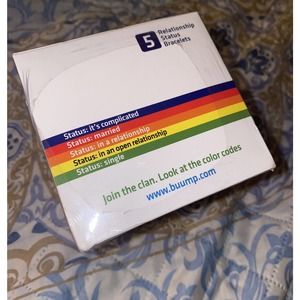 5
Relationship
Status
Bracelets
Status: it's complicated
Status: married
Status: in a relationship
Status: in an open relationship
Status: single
Join the clan. Look at the color codes
www.buump.com